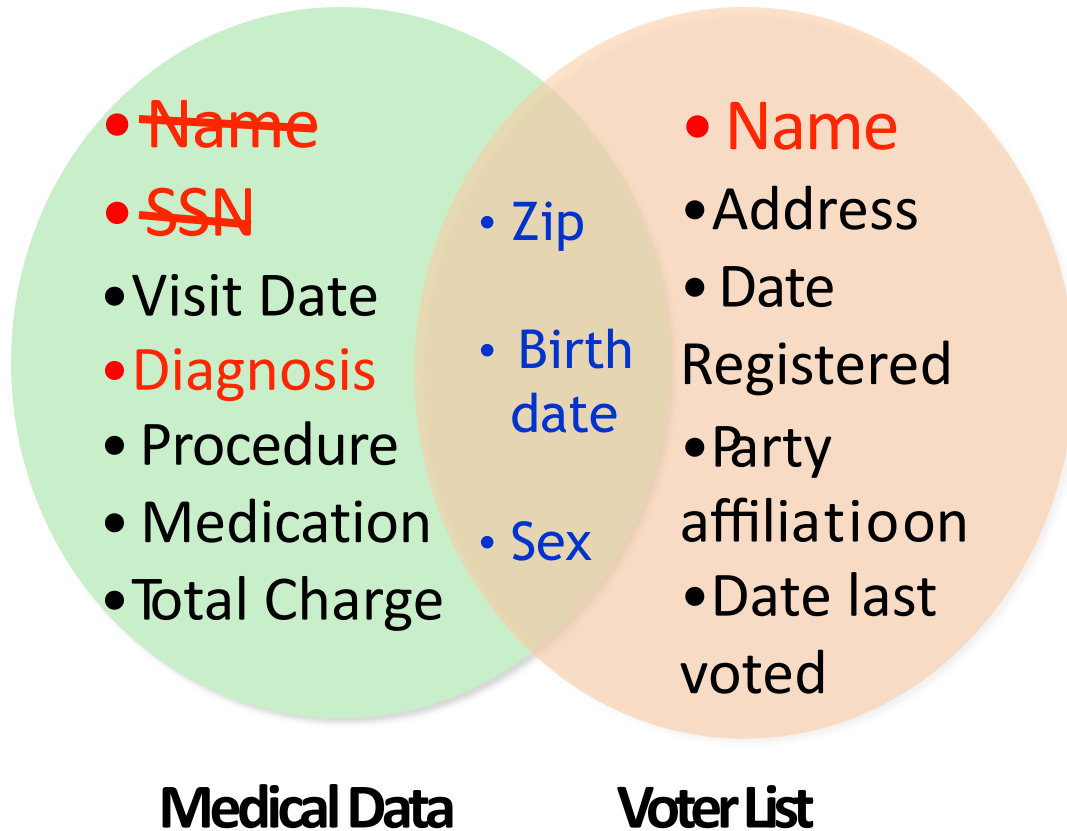 • Name
• SSN
•Visit Date
•Diagnosis
• Procedure
• Medication
•Total Charge
• Zip
• Birth
date
• Sex
• Name
•Address
• Date
Registered
•Party
affiliatioon
•Date last
voted
Medical Data
Voter List